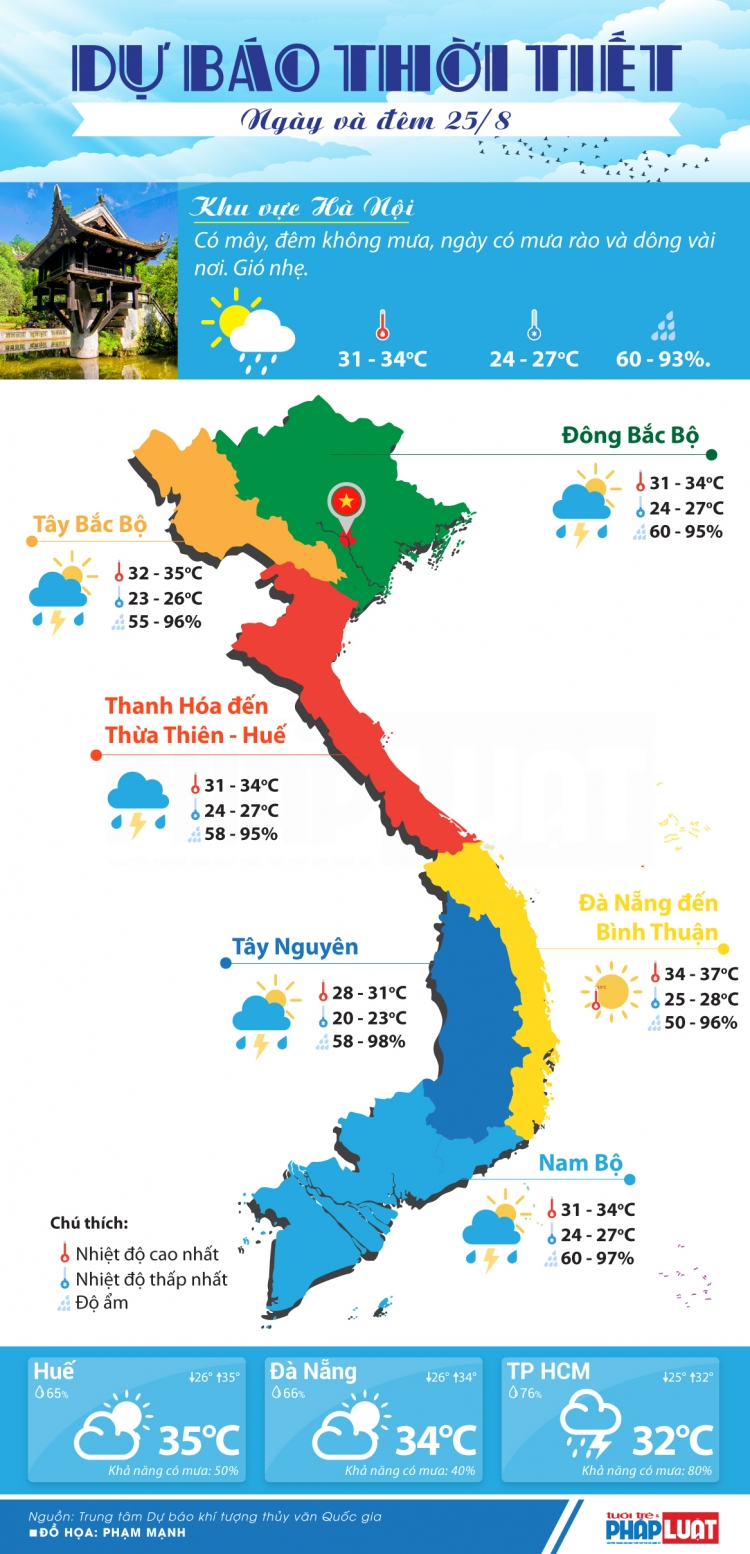 DỰ BÁO THỜI TIẾT
Ngày và đêm 25/8
Khu vực Hà Nội
Có mây, đêm không mưa, ngày có mưa rào và dông vài
nơi. Gió nhẹ.
31 - 34ºC
24 - 27ºC
60 - 93%.
Đông Bắc Bộ
31 - 34ºC
24 - 27ºC
60 - 95%
Tây Bắc Bộ
32 - 35ºC
23 - 26ºC
55 - 96%
Thanh Hóa đến
Thừa Thiên - Huế
31 - 34ºC
24 - 27ºC
58 - 95%
Đà Nẵng đến
Bình Thuận
34 - 37ºC
25 - 28ºC
50 - 96%
Tây Nguyên
28 - 31ºC
20 - 23ºC
58 - 98%
Nam Bộ
31 - 34ºC
24 - 27ºC
60 - 97%
Chú thích:
Nhiệt độ cao nhất
Nhiệt độ thấp nhất
Độ ẩm
Huế
↓26° ↑35°
65%
35°C
Khả năng có mưa: 50%
Đà Nẵng
↓26° ↑34°
66%
34°C
Khả năng có mưa: 40%
TP HCM
↓25° ↑32°
76%
32°C
Khả năng có mưa: 80%
Nguồn: Trung tâm Dự báo khí tượng thủy văn Quốc gia
■ĐỒ HỌA: PHẠM MẠNH
tuổi trẻ &
PHÁP LUẬT